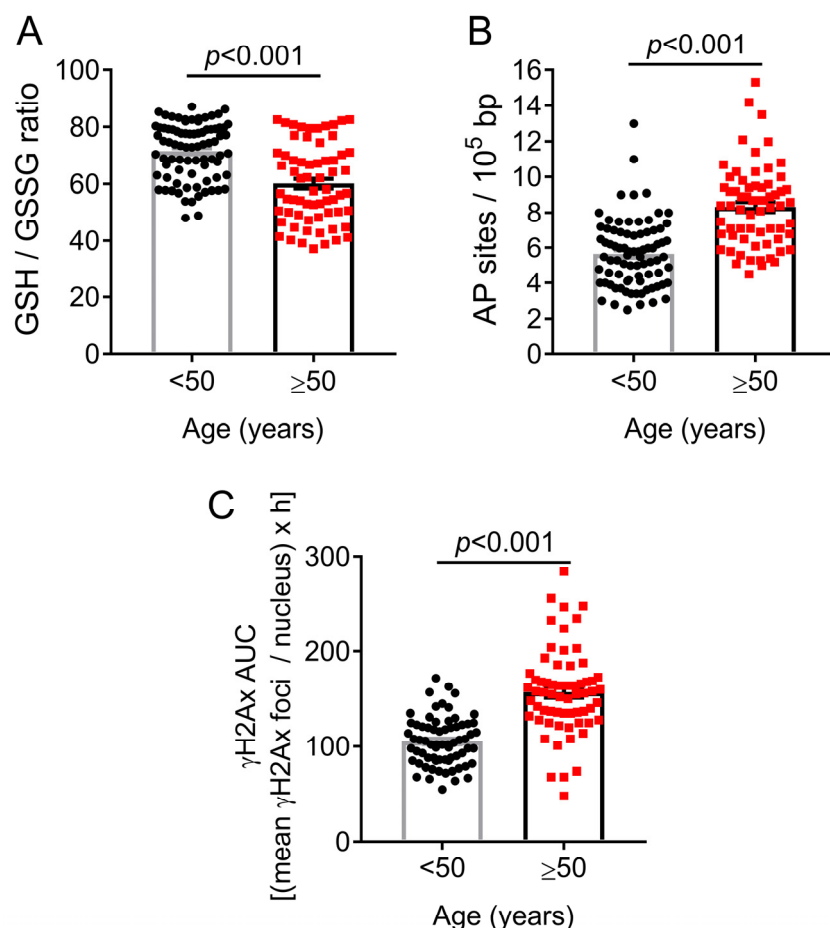 A
p<0.001
GSH / GSSG ratio
100
80
60
40
20
0
<50
≥50
Age (years)
B
p<0.001
AP sites / 10⁵ bp
16
14
12
10
8
6
4
2
0
<50
≥50
Age (years)
C
p<0.001
γH2Ax AUC
[(mean γH2Ax foci / nucleus) x h]
300
200
100
0
<50
≥50
Age (years)